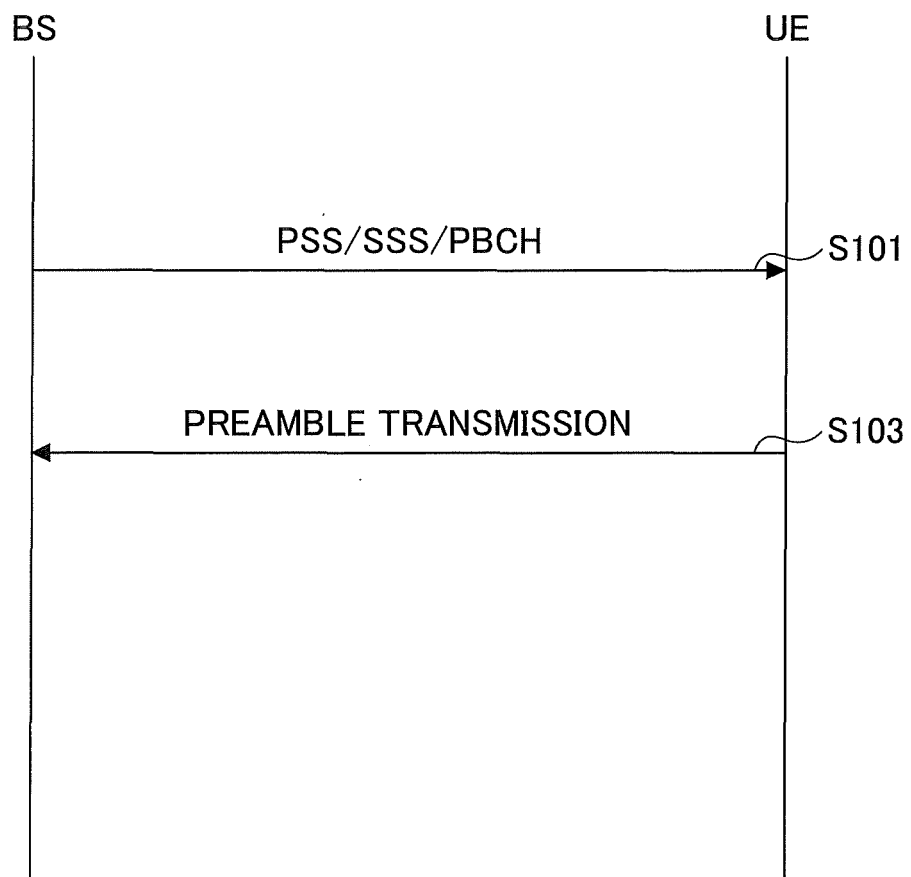 BS
UE
PSS/SSS/PBCH
S101
PREAMBLE TRANSMISSION
S103